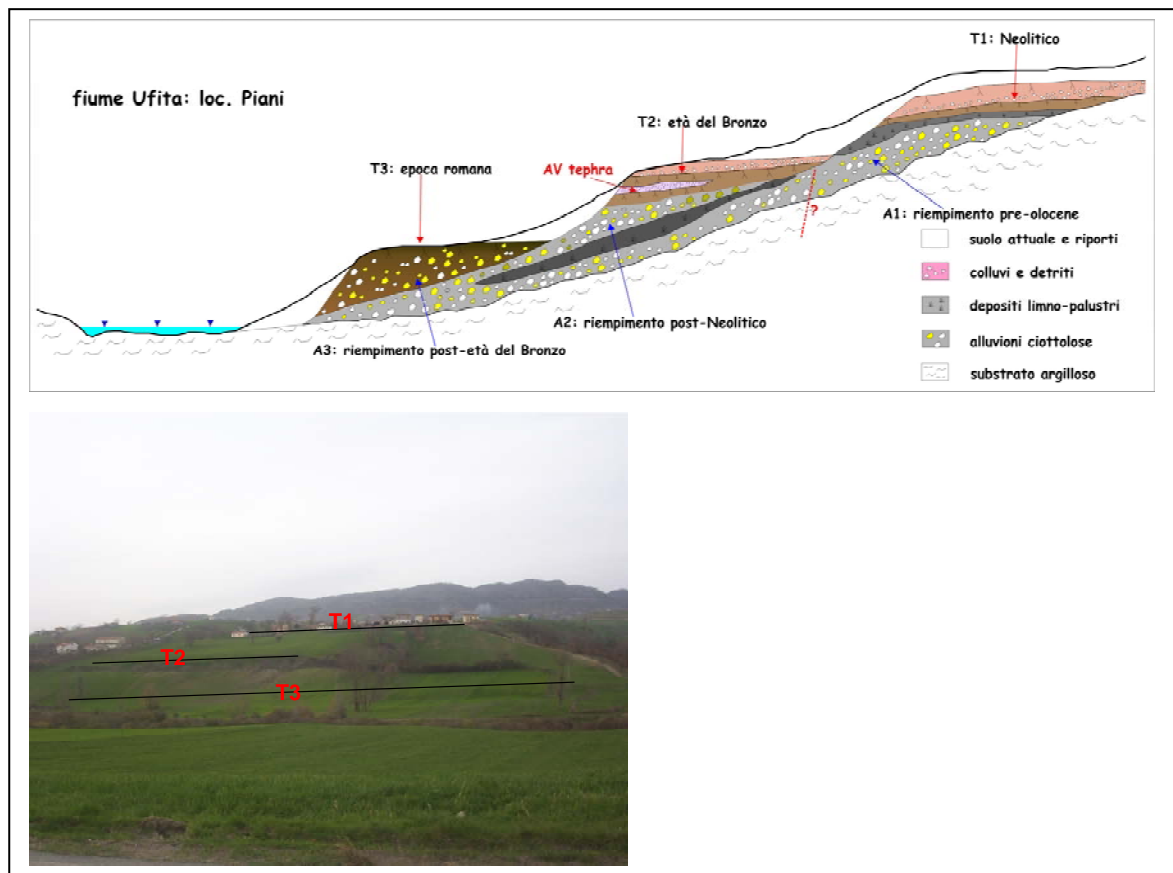 T1: Neolitico
fiume Ufita: loc. Piani
T2: età del Bronzo
T3: epoca romana
AV tephra
?
A1: riempimento pre-olocene
suolo attuale e riporti
colluvi e detriti
depositi limno-palustri
alluvioni ciottolose
substrato argilloso
A2: riempimento post-Neolitico
A3: riempimento post-età del Bronzo
T1
T2
T3